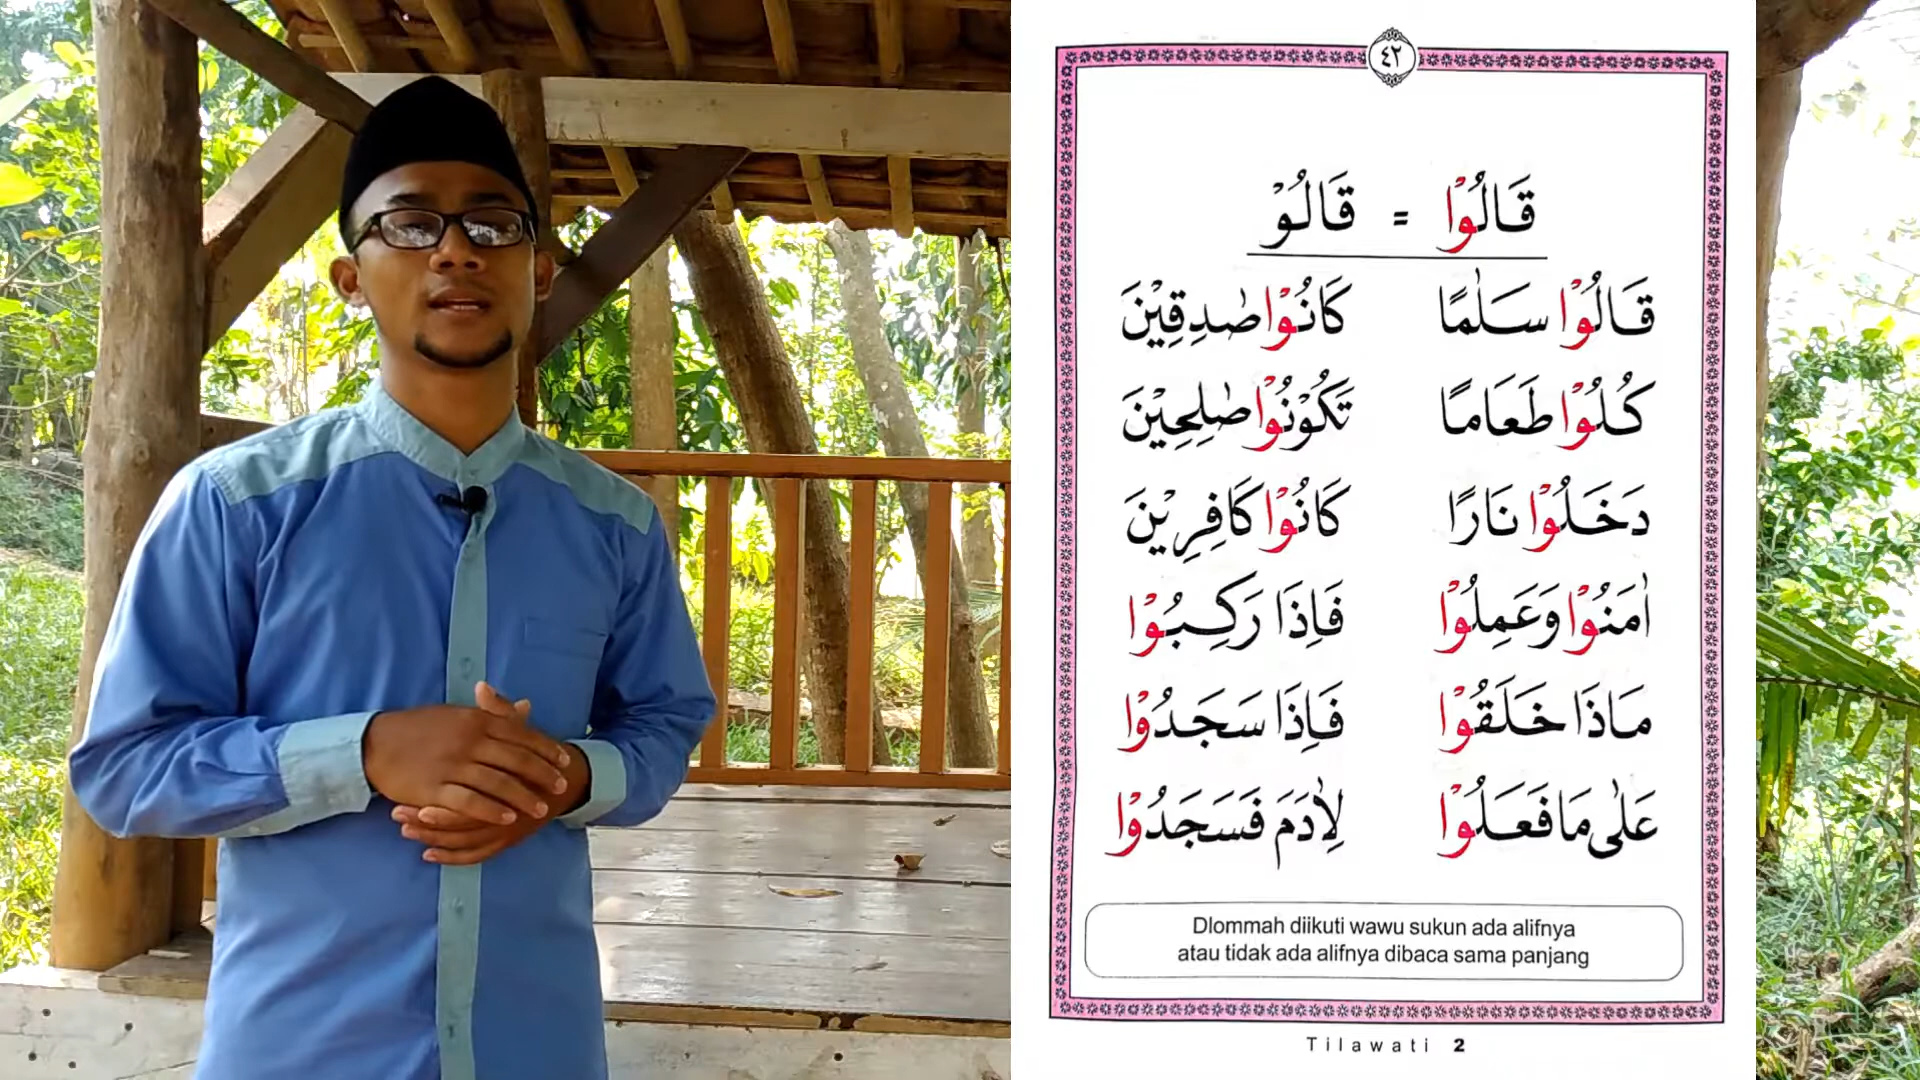 ٤٢
قَالُوْا = قَالُوْ
قَالُوْا سَلٰمًا كَانُوْا صٰدِقِيْنَ
كُلُوْا طَعَامًا تَكُوْنُوْا صٰلِحِيْنَ
دَخَلُوْا نَارًا كَانُوْا كَافِرِيْنَ
اٰمَنُوْا وَعَمِلُوْا فَاِذَا رَكِبُوْا
مَاذَا خَلَقُوْا فَاِذَا سَجَدُوْا
عَلٰى مَا فَعَلُوْا لِاٰدَمَ فَسَجَدُوْا
Dlommah diikuti wawu sukun ada alifnya
atau tidak ada alifnya dibaca sama panjang
Tilawati 2